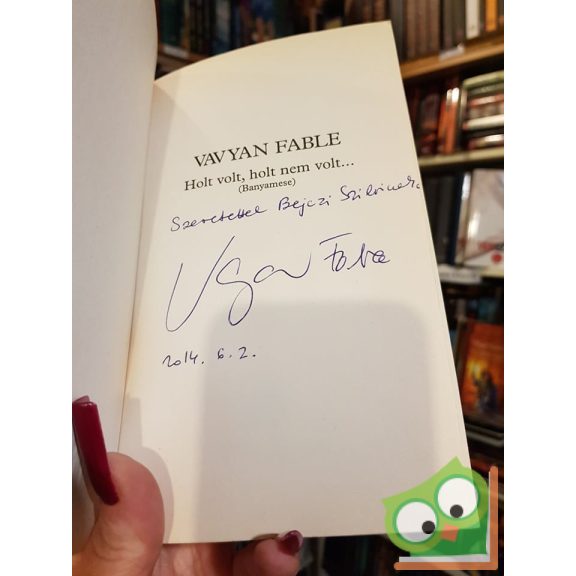 VAVYAN FABLE
Holt volt, holt nem volt...
(Banyamese)
Szeretettel Bejczi Szilviának
Vavyan Fable
2014. 6. 2.